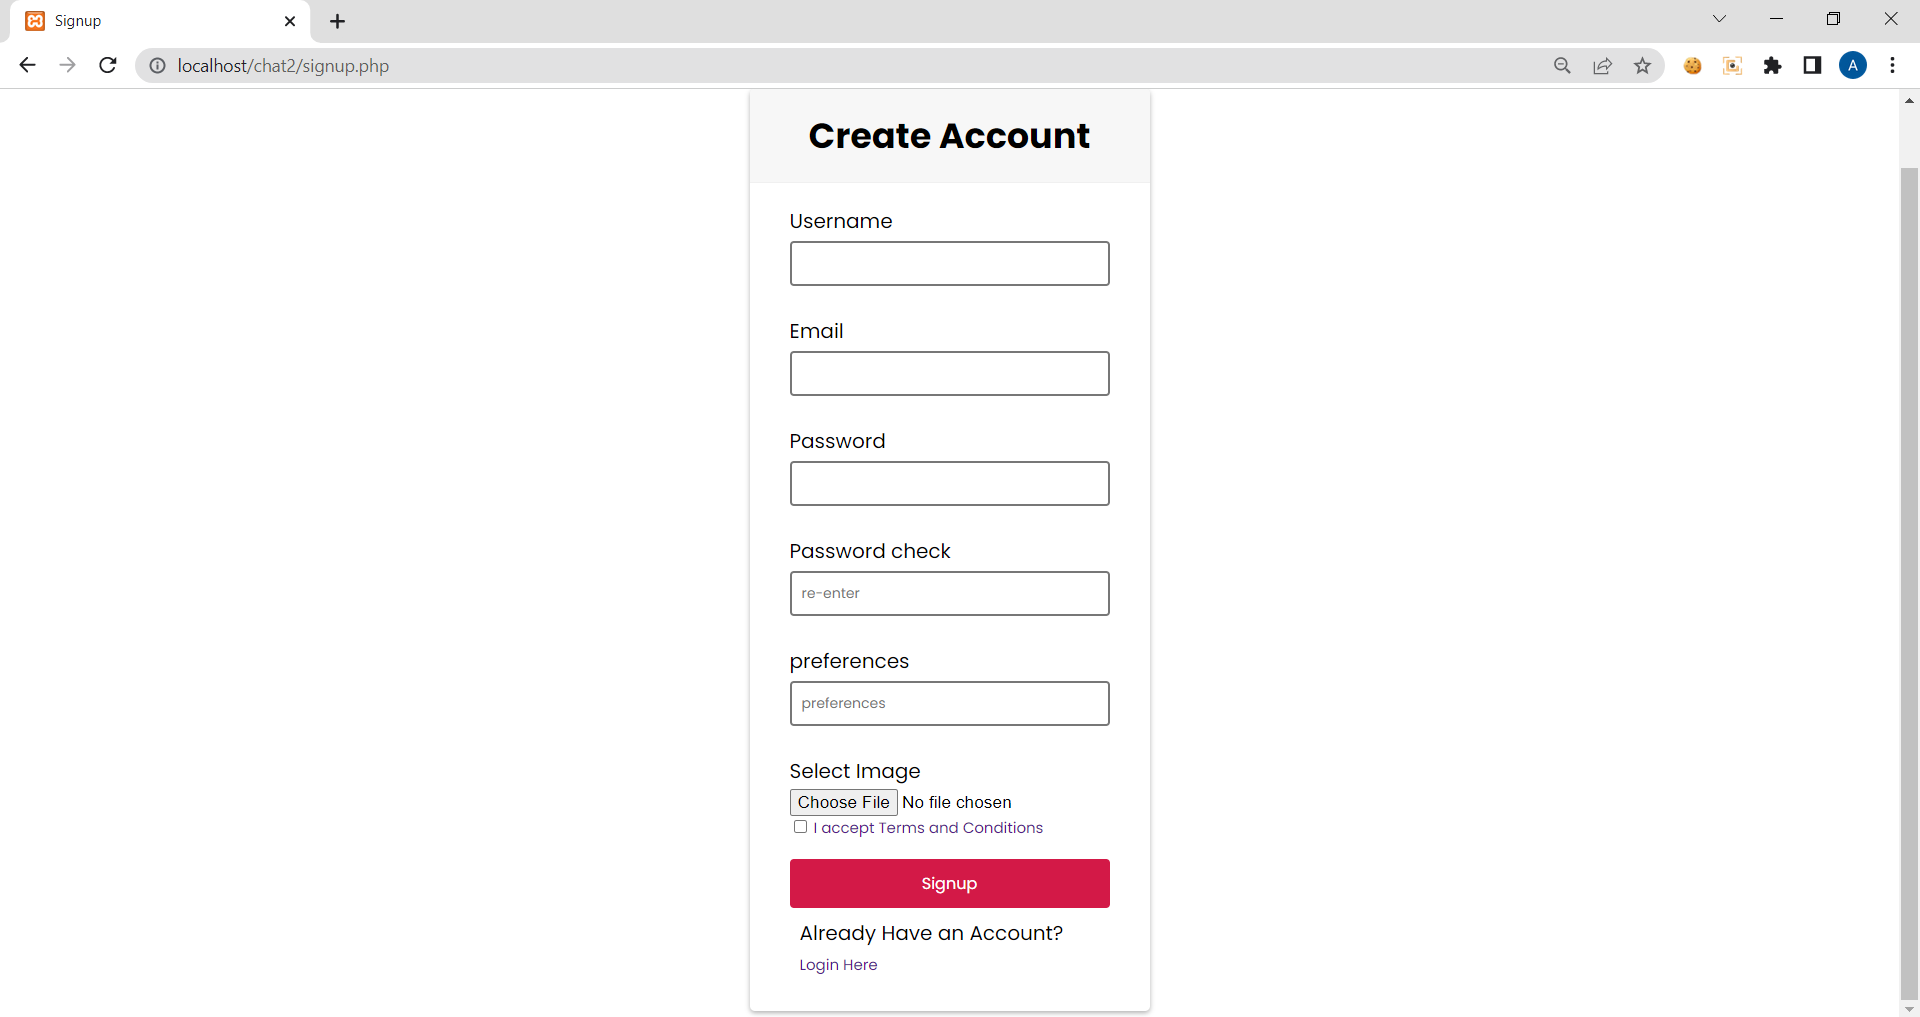 Signup
localhost/chat2/signup.php
A
Create Account
Username
Email
Password
Password check
re-enter
preferences
preferences
Select Image
Choose File No file chosen
I accept Terms and Conditions
Signup
Already Have an Account?
Login Here